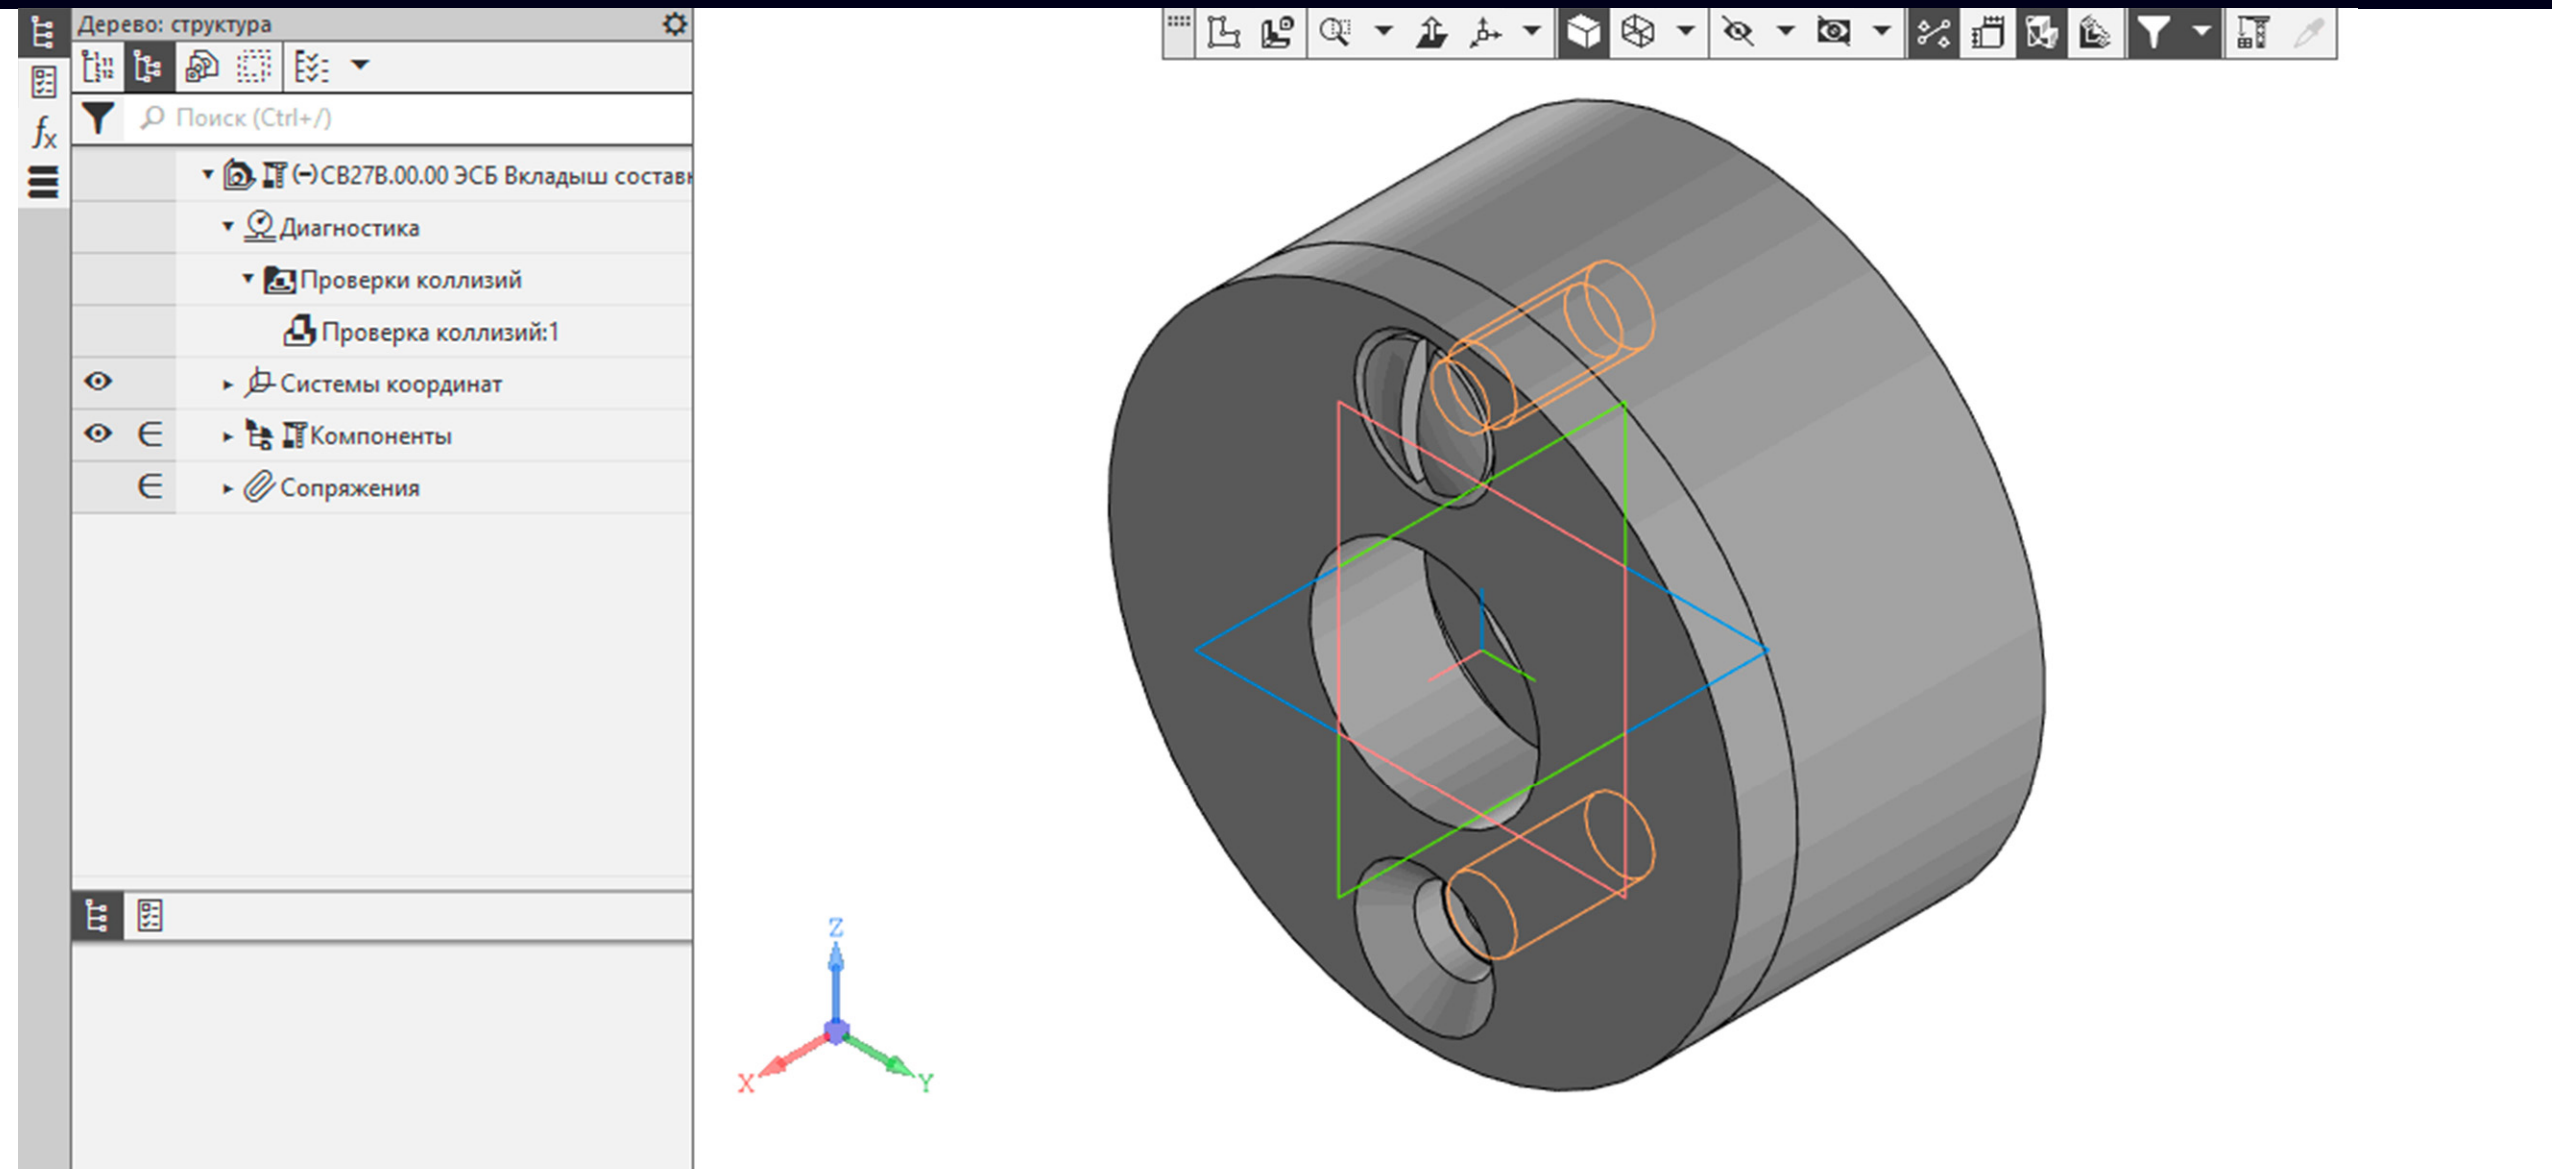 Дерево: структура
Поиск (Ctrl+/)
(-)СВ27В.00.00 ЭСБ Вкладыш составн
Диагностика
Проверки коллизий
Проверка коллизий:1
Системы координат
Компоненты
Сопряжения
Z
X
Y